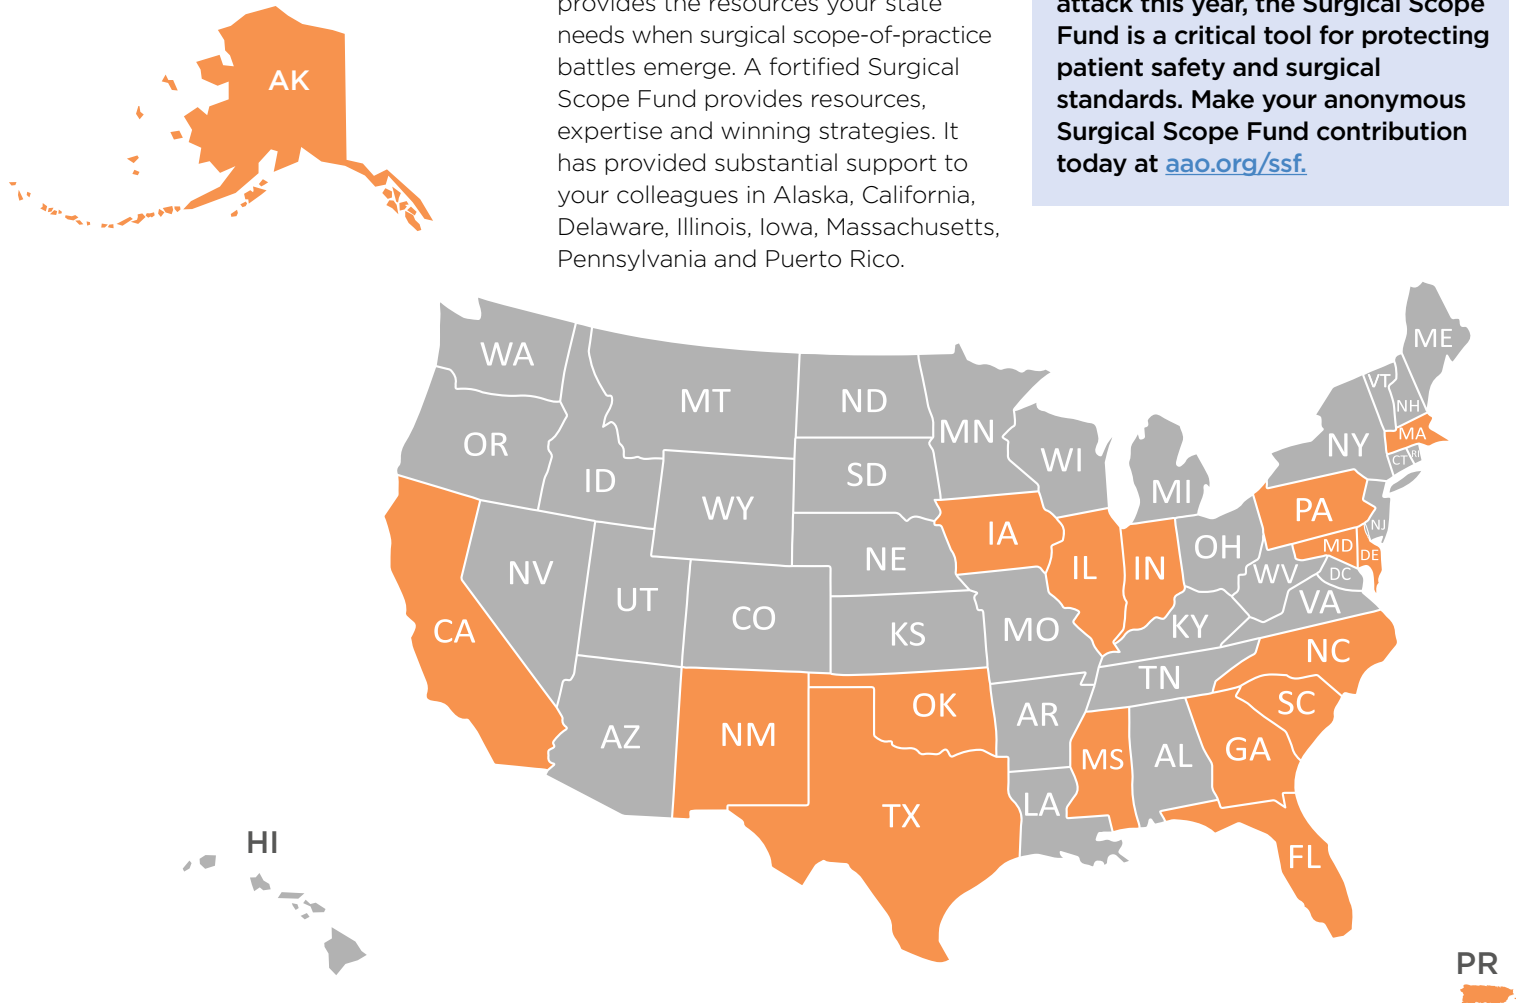 provides the resources your state
needs when surgical scope-of-practice
battles emerge. A fortified Surgical
Scope Fund provides resources,
expertise and winning strategies. It
has provided substantial support to
your colleagues in Alaska, California,
Delaware, Illinois, Iowa, Massachusetts,
Pennsylvania and Puerto Rico.
attack this year, the Surgical Scope
Fund is a critical tool for protecting
patient safety and surgical
standards. Make your anonymous
Surgical Scope Fund contribution
today at aao.org/ssf.
AK
WA
MT
ND
MN
ME
VT
NH
OR
ID
SD
WI
MI
NY
MA
CT
RI
WY
IA
PA
NJ
NE
IL
IN
OH
MD
DE
NV
UT
CO
KS
MO
WV
DC
VA
KY
CA
NC
TN
AZ
NM
OK
AR
SC
MS
AL
GA
TX
LA
FL
HI
PR